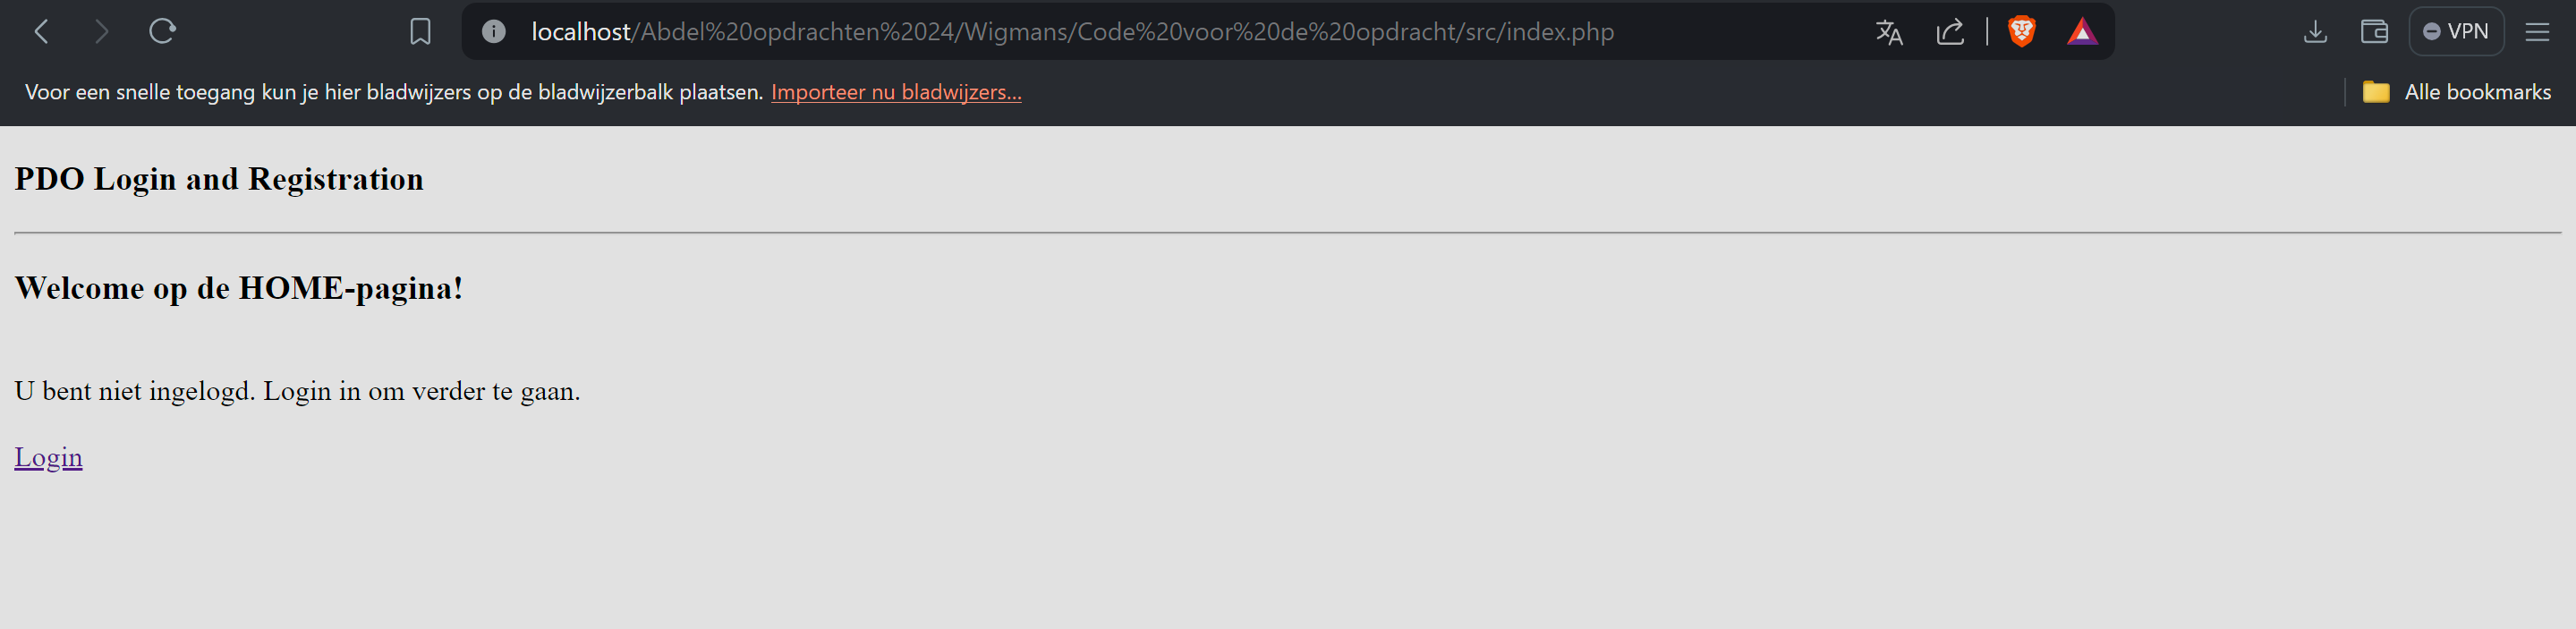 localhost/Abdel%20opdrachten%2024/Wigmans/Code%20voor%20de%20opdracht/src/index.php
VPN
Voor een snelle toegang kun je hier bladwijzers op de bladwijzerbalk plaatsen. Importeer nu bladwijzers...
Alle bookmarks
PDO Login and Registration
Welcome op de HOME-pagina!
U bent niet ingelogd. Login in om verder te gaan.
Login